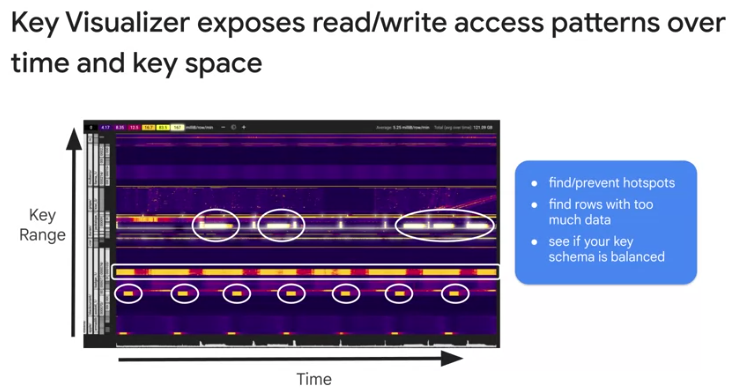 Key Visualizer exposes read/write access patterns over
time and key space
Key
Range
find/prevent hotspots
find rows with too
much data
see if your key
schema is balanced
Time